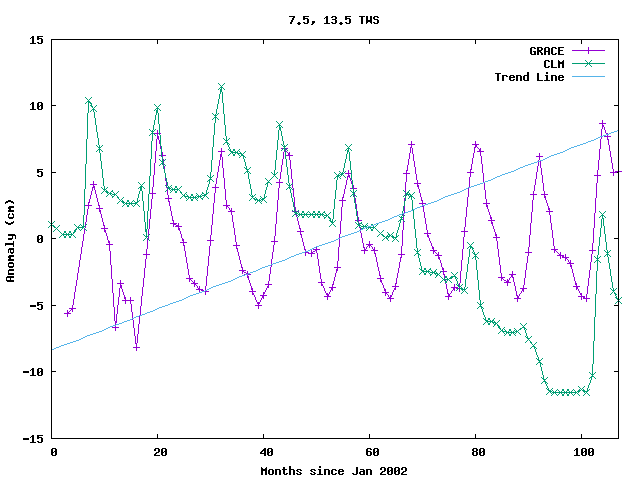 7.5, 13.5 TWS
GRACE
CLM
Trend Line
15
10
5
0
-5
-10
-15
Anomaly (cm)
0 20 40 60 80 100
Months since Jan 2002